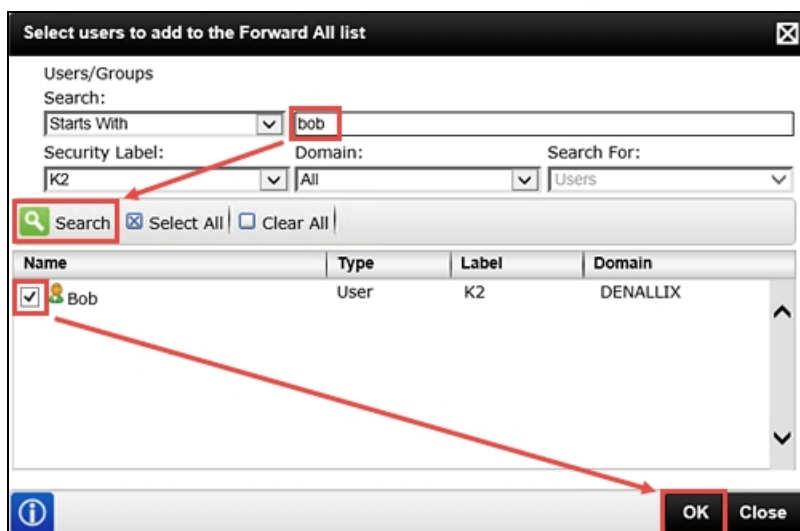 Select users to add to the Forward All list
Users/Groups
Search:
Starts With bob
Security Label: Domain: Search For:
K2 All Users
Search Select All Clear All
Name Type Label Domain
Bob User K2 DENALLIX
OK Close